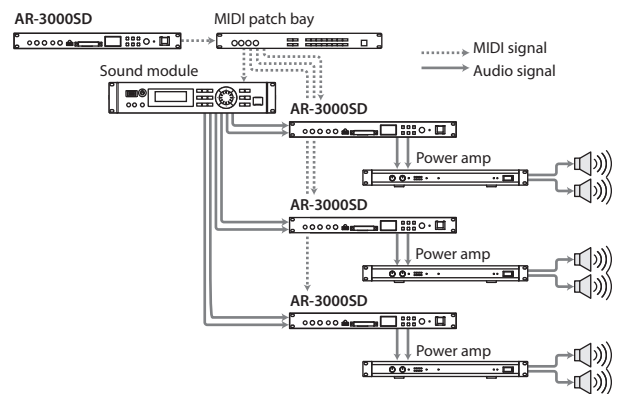 AR-3000SD
MIDI patch bay
MIDI signal
Audio signal
Sound module
AR-3000SD
Power amp
AR-3000SD
Power amp
AR-3000SD
Power amp